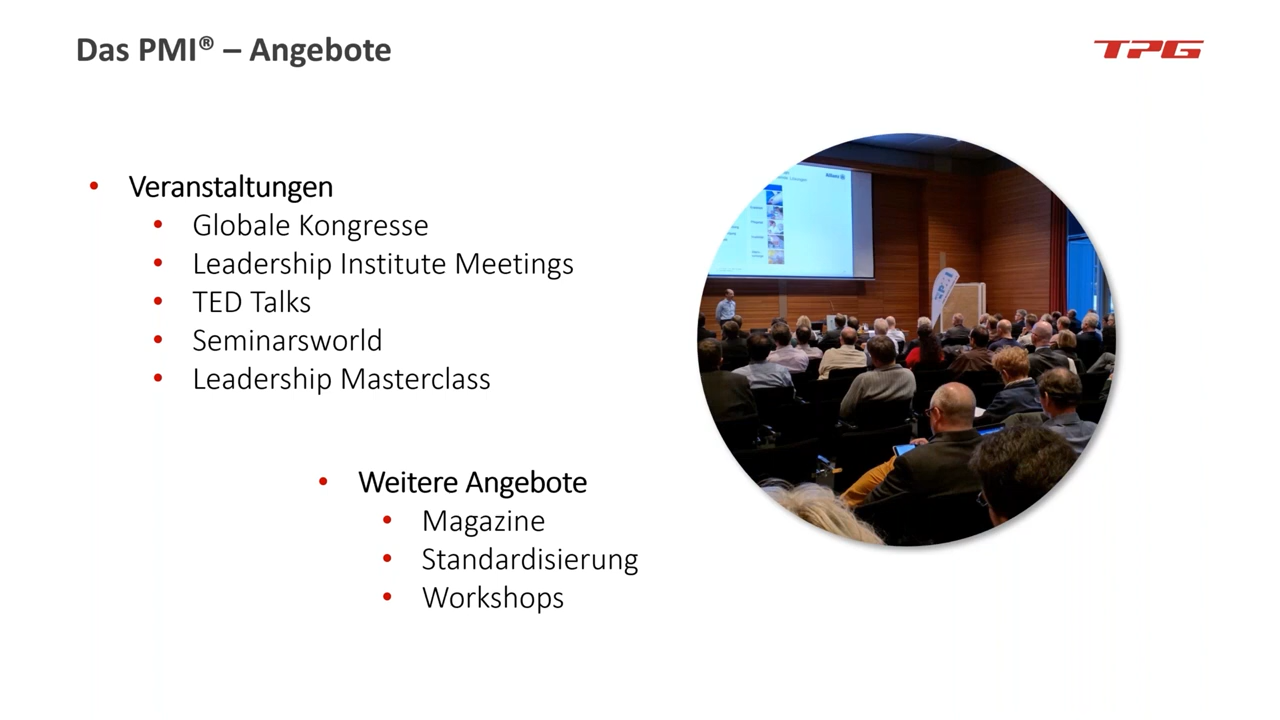 Das PMI® – Angebote
TPG
• Veranstaltungen
• Globale Kongresse
• Leadership Institute Meetings
• TED Talks
• Seminarsworld
• Leadership Masterclass
• Weitere Angebote
• Magazine
• Standardisierung
• Workshops
Allianz